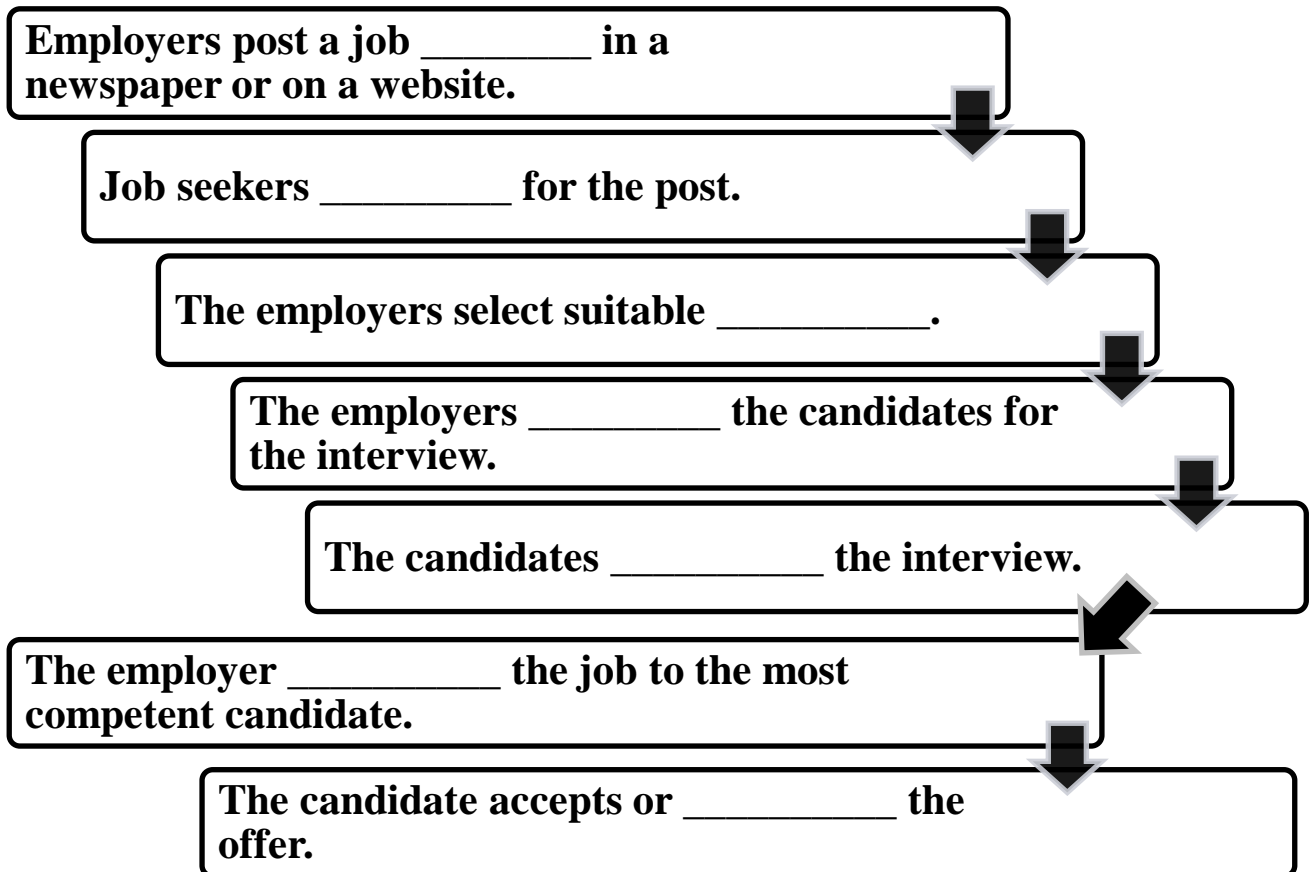 Employers post a job ________ in a
newspaper or on a website.
Job seekers _________ for the post.
The employers select suitable __________.
The employers _________ the candidates for
the interview.
The candidates __________ the interview.
The employer __________ the job to the most
competent candidate.
The candidate accepts or __________ the
offer.